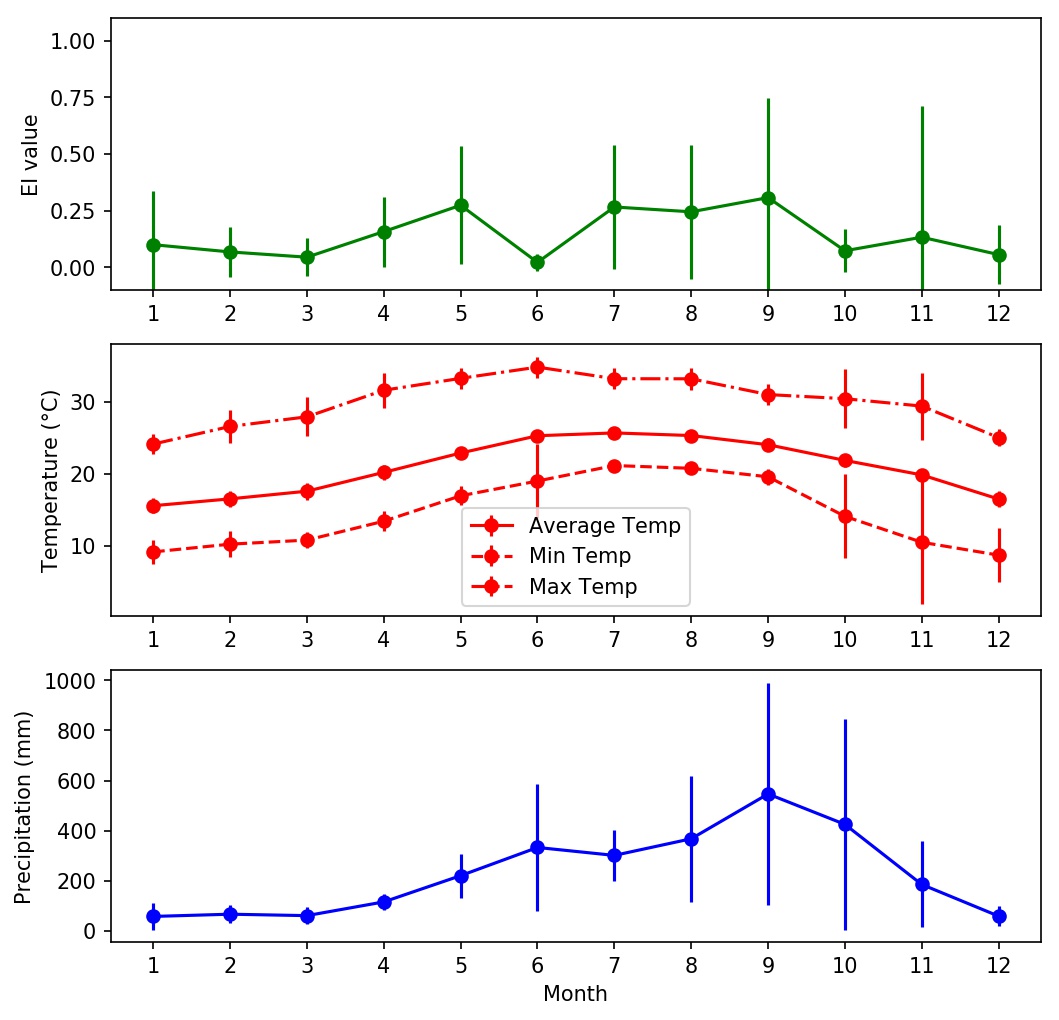 EI value
1.00
0.75
0.50
0.25
0.00
1 2 3 4 5 6 7 8 9 10 11 12
Temperature (°C)
30
20
10
Average Temp
Min Temp
Max Temp
1 2 3 4 5 6 7 8 9 10 11 12
Precipitation (mm)
1000
800
600
400
200
0
1 2 3 4 5 6 7 8 9 10 11 12
Month